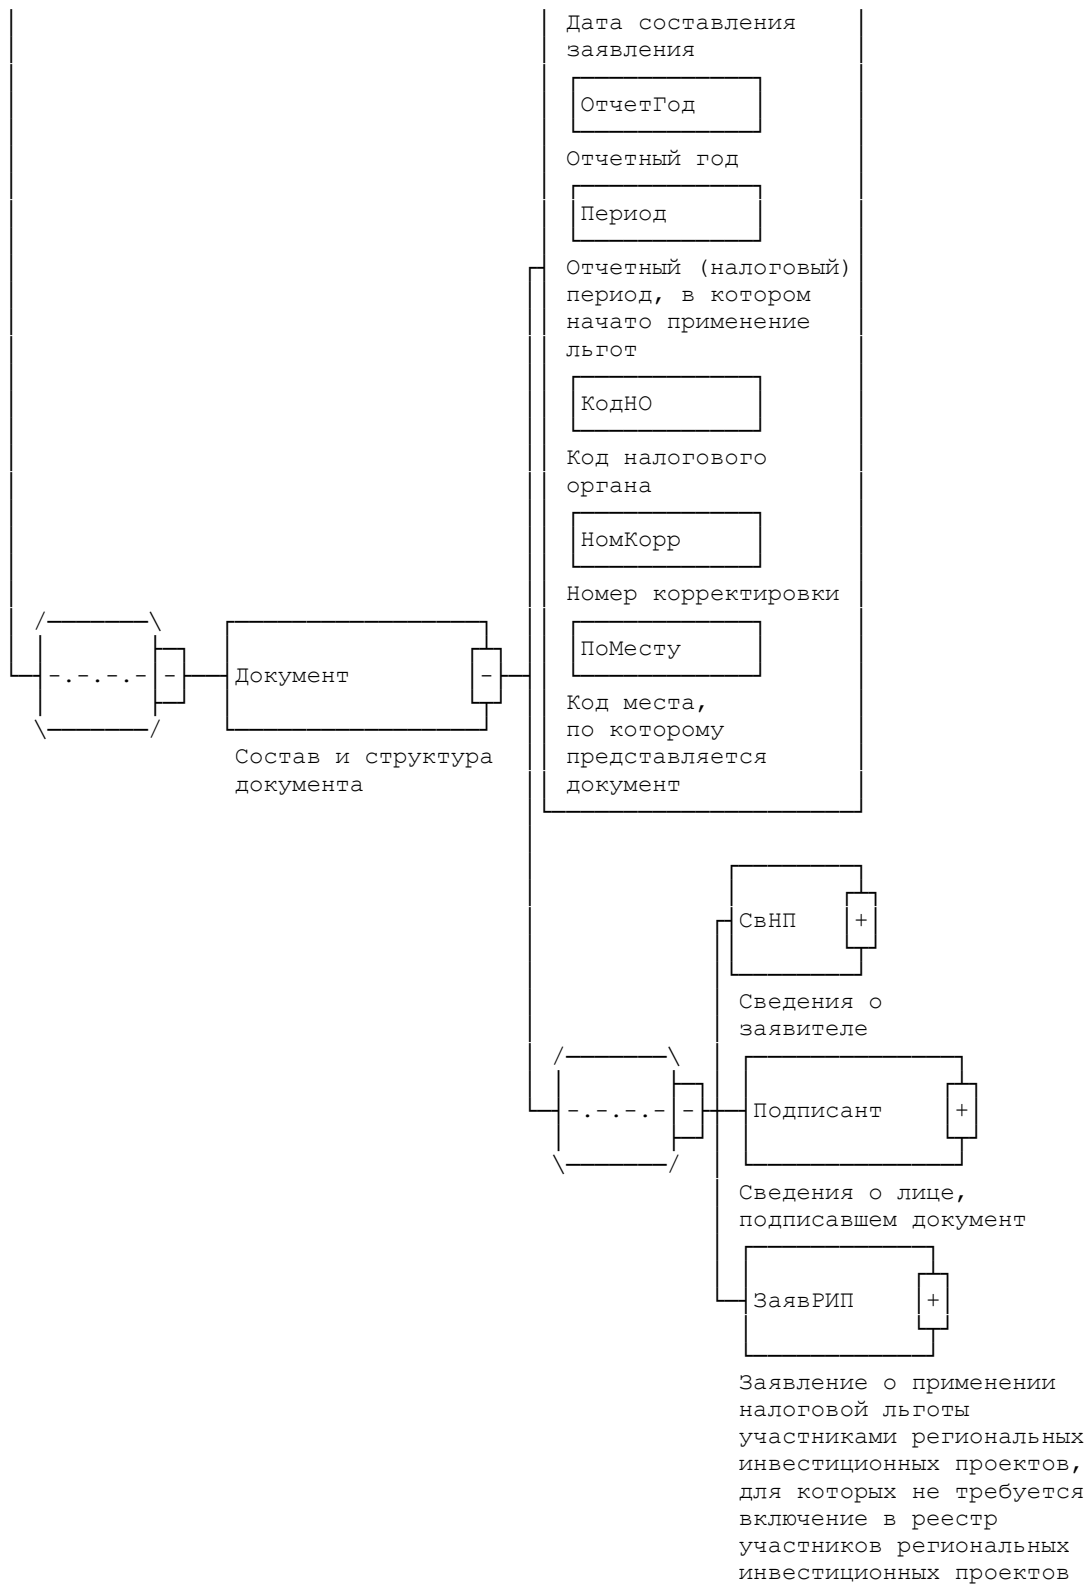 Дата составления
заявления
ОтчетГод
Отчетный год
Период
Отчетный (налоговый)
период, в котором
начато применение
льгот
КодНО
Код налогового
органа
НомКорр
Номер корректировки
ПоМесту
Код места,
по которому
представляется
документ
-.-.-.- -
Документ -
Состав и структура
документа
СвНП +
Сведения о
заявителе
-.-.-.- -
Подписант +
Сведения о лице,
подписавшем документ
ЗаявРИП +
Заявление о применении
налоговой льготы
участниками региональных
инвестиционных проектов,
для которых не требуется
включение в реестр
участников региональных
инвестиционных проектов